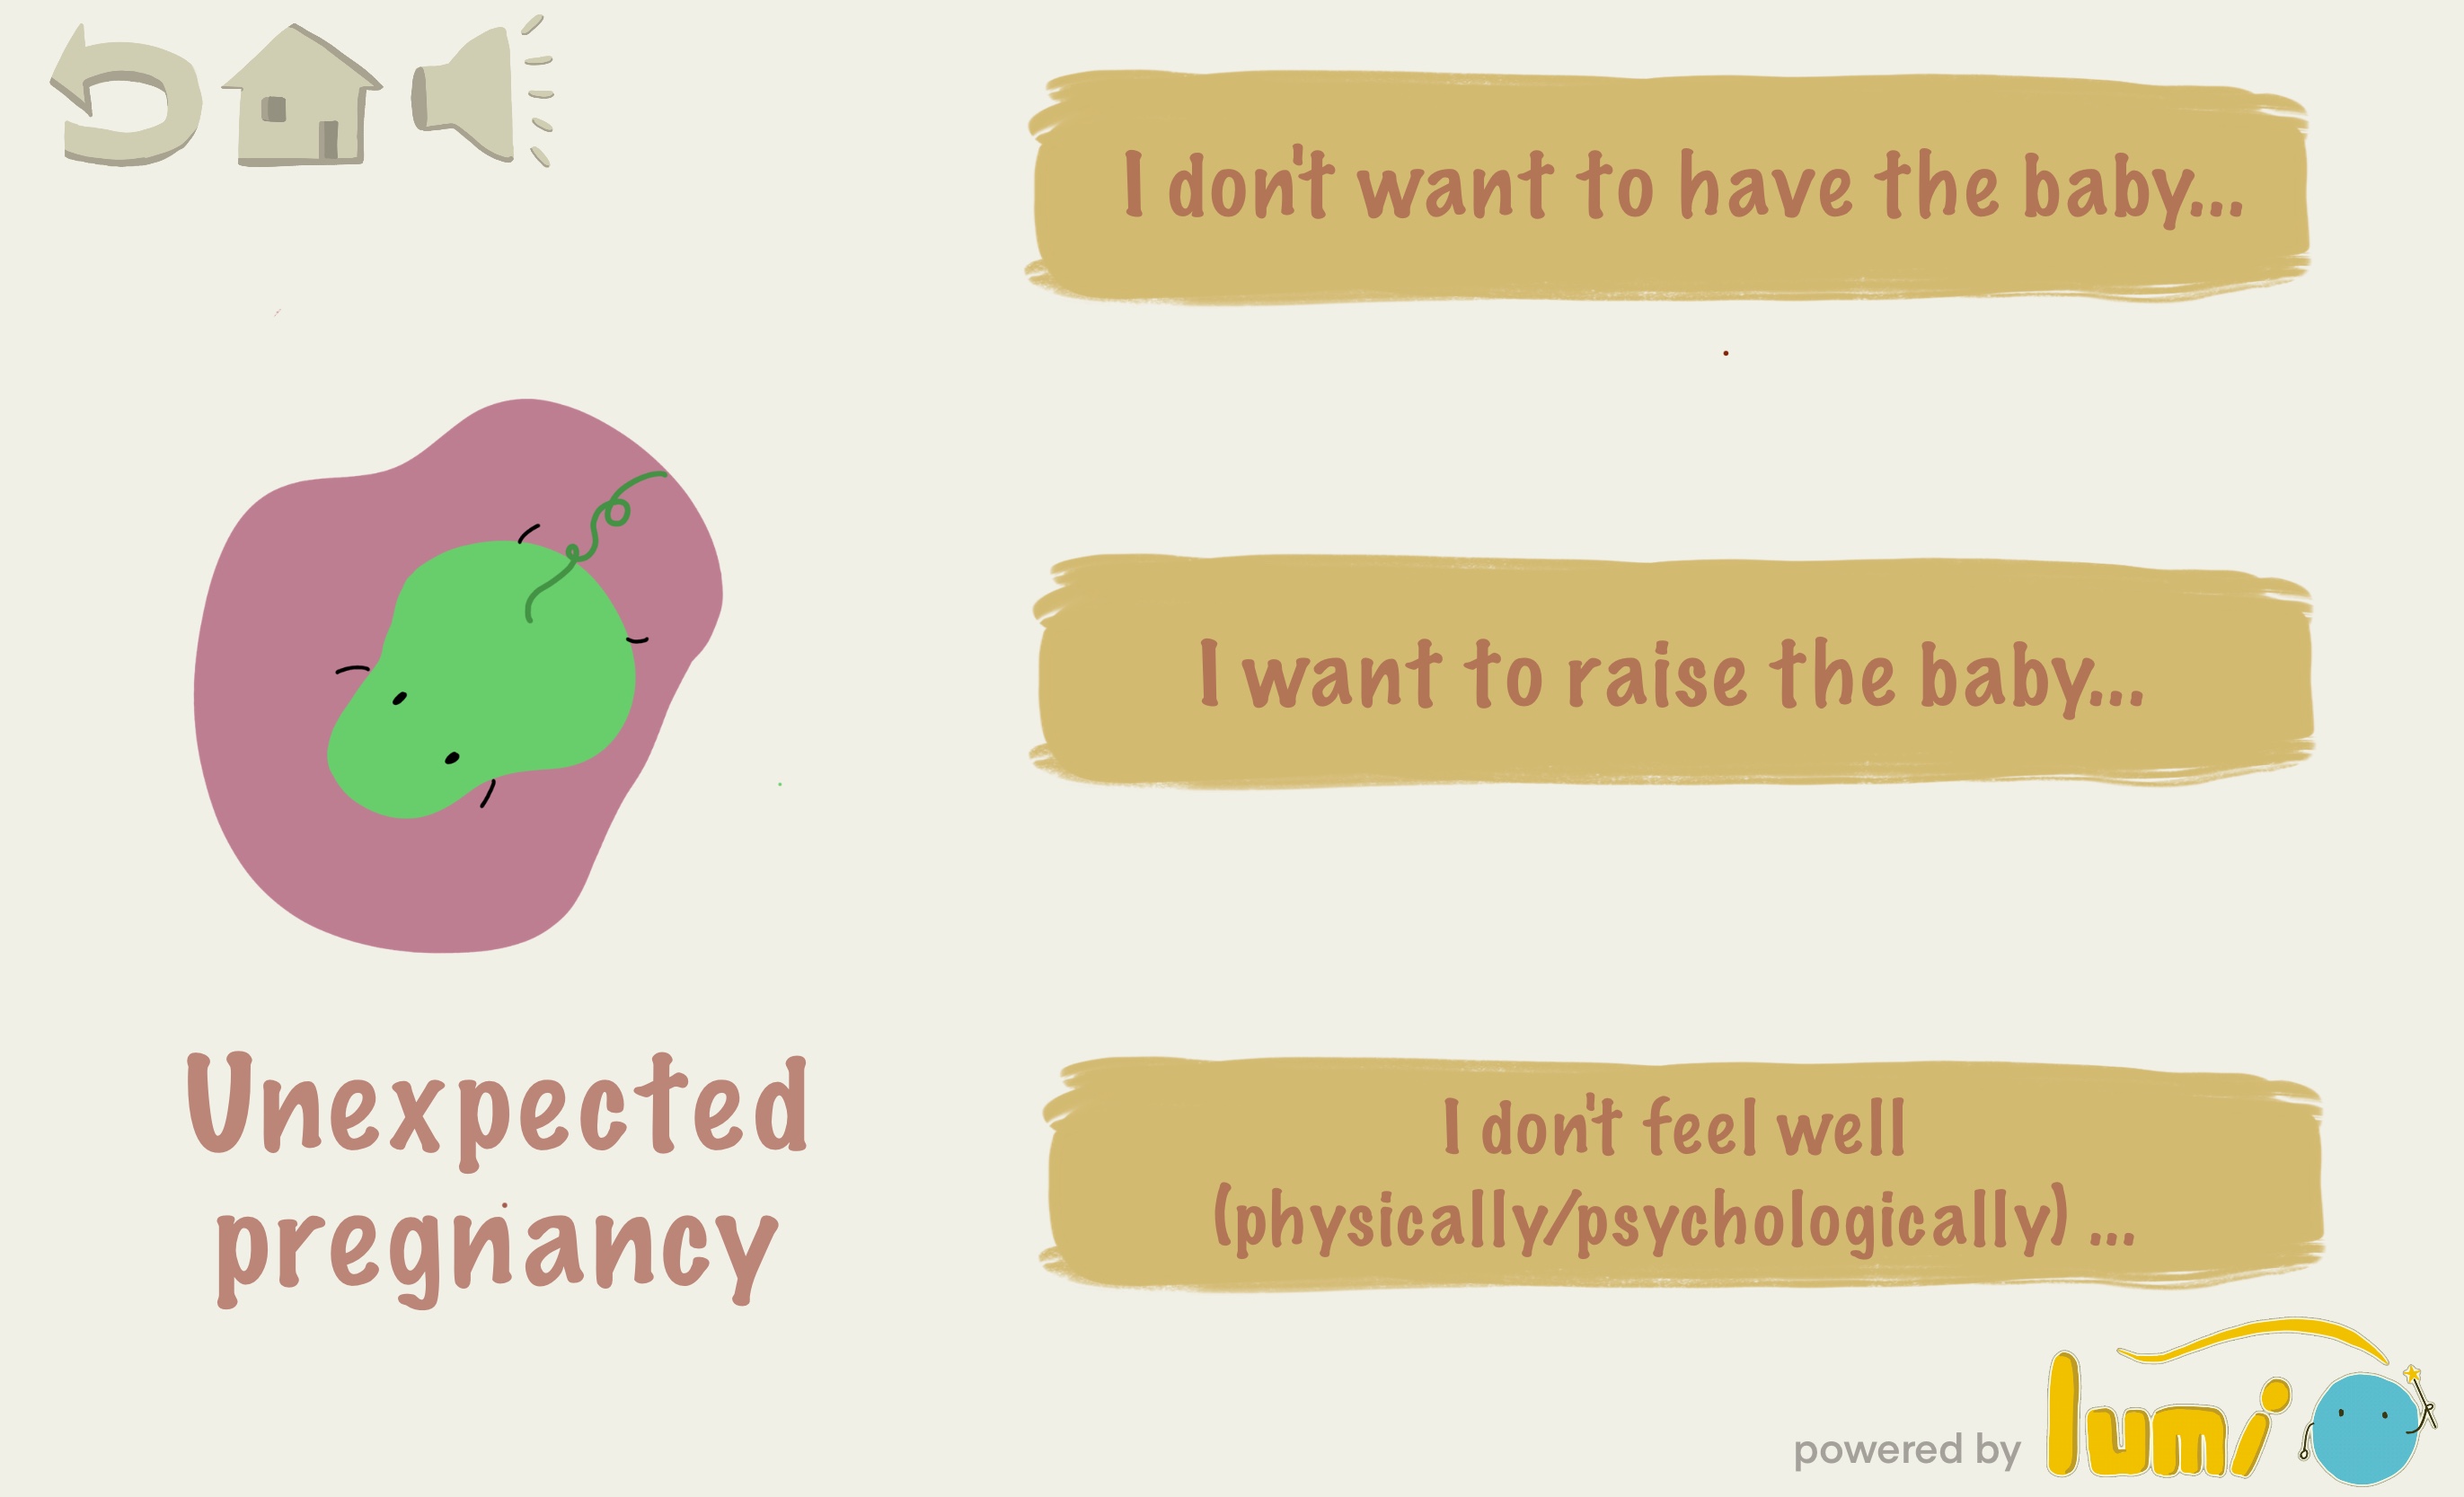 I don't want to have the baby...
I want to raise the baby...
Unexpected
pregnancy
I don't feel well
(physically/psychologically) ...
powered by lumi